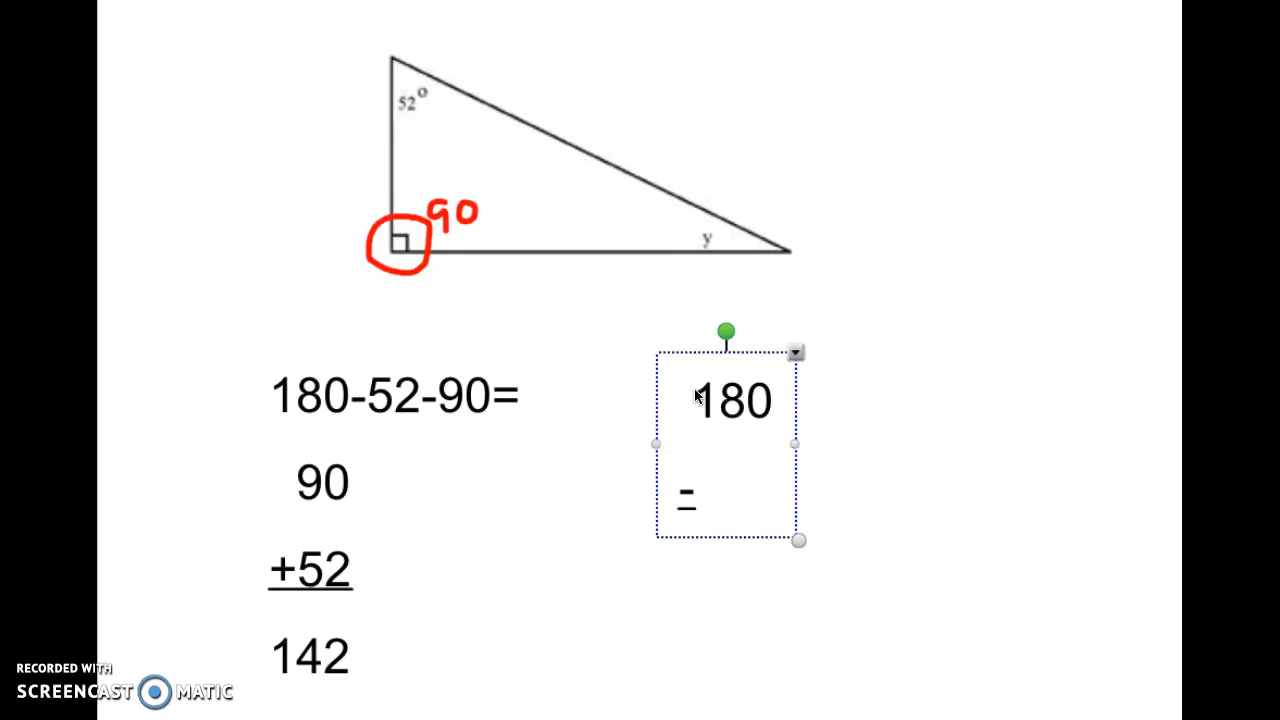 52°
90
y
180-52-90=
90
+52
142
180
-
RECORDED WITH
SCREENCAST MATIC